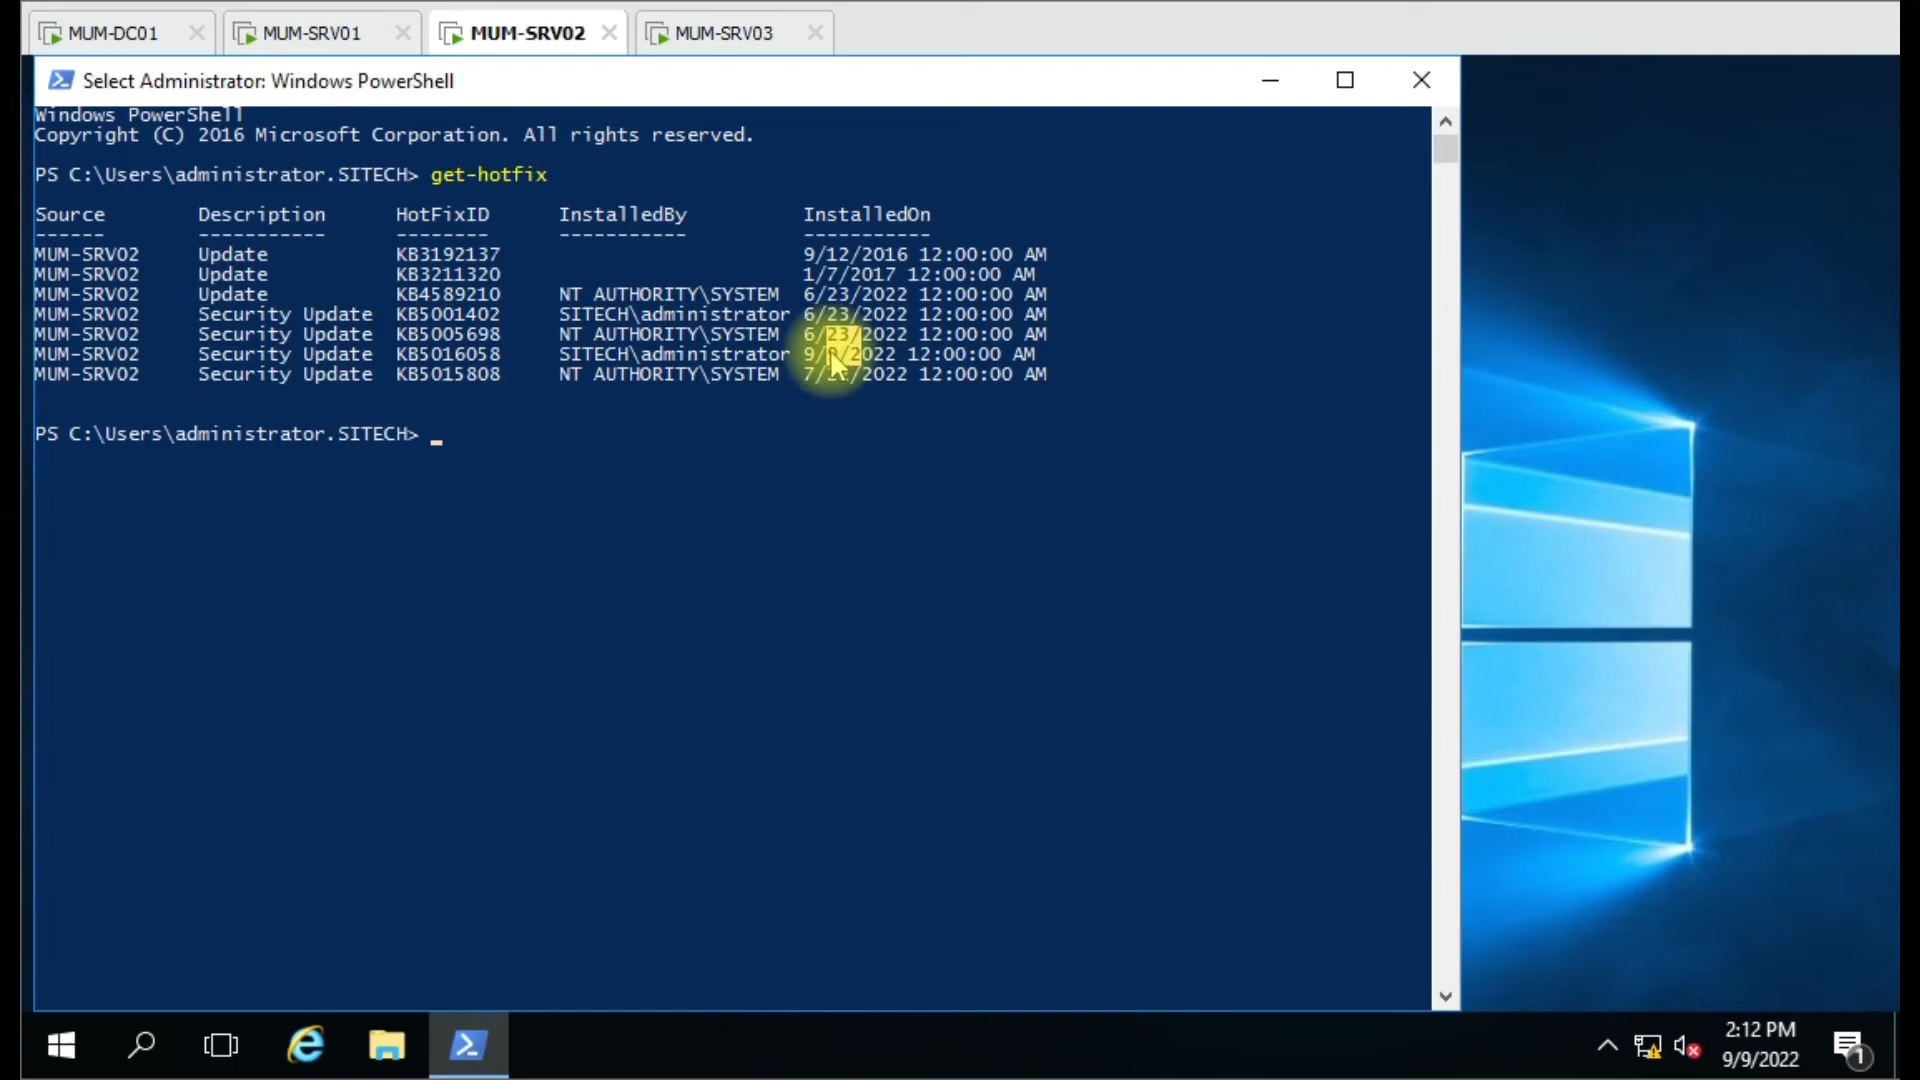 MUM-DC01 MUM-SRV01 MUM-SRV02 MUM-SRV03
Select Administrator: Windows PowerShell
Windows PowerShell
Copyright (C) 2016 Microsoft Corporation. All rights reserved.
PS C:\Users\administrator.SITECH> get-hotfix
Source Description HotFixID InstalledBy InstalledOn
------ ----------- -------- ----------- -----------
MUM-SRV02 Update KB3192137 9/12/2016 12:00:00 AM
MUM-SRV02 Update KB3211320 1/7/2017 12:00:00 AM
MUM-SRV02 Update KB4589210 NT AUTHORITY\SYSTEM 6/23/2022 12:00:00 AM
MUM-SRV02 Security Update KB5001402 SITECH\administrator 6/23/2022 12:00:00 AM
MUM-SRV02 Security Update KB5005698 NT AUTHORITY\SYSTEM 6/23/2022 12:00:00 AM
MUM-SRV02 Security Update KB5016058 SITECH\administrator 12:00:00 AM
MUM-SRV02 Security Update KB5015808 NT AUTHORITY\SYSTEM 12:00:00 AM
PS C:\Users\administrator.SITECH> _
2:12 PM
9/9/2022
1